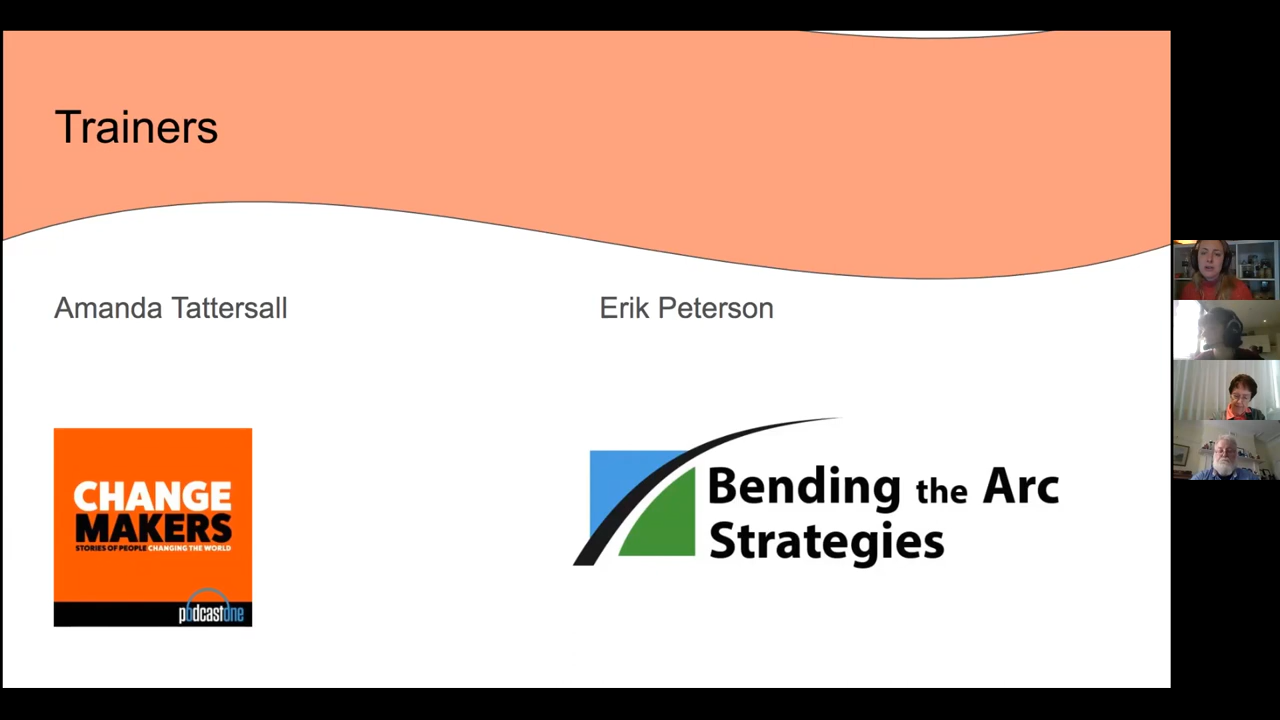 Trainers
Amanda Tattersall
Erik Peterson
CHANGE
MAKERS
STORIES OF PEOPLE CHANGING THE WORLD
podcastone
Bending the Arc
Strategies